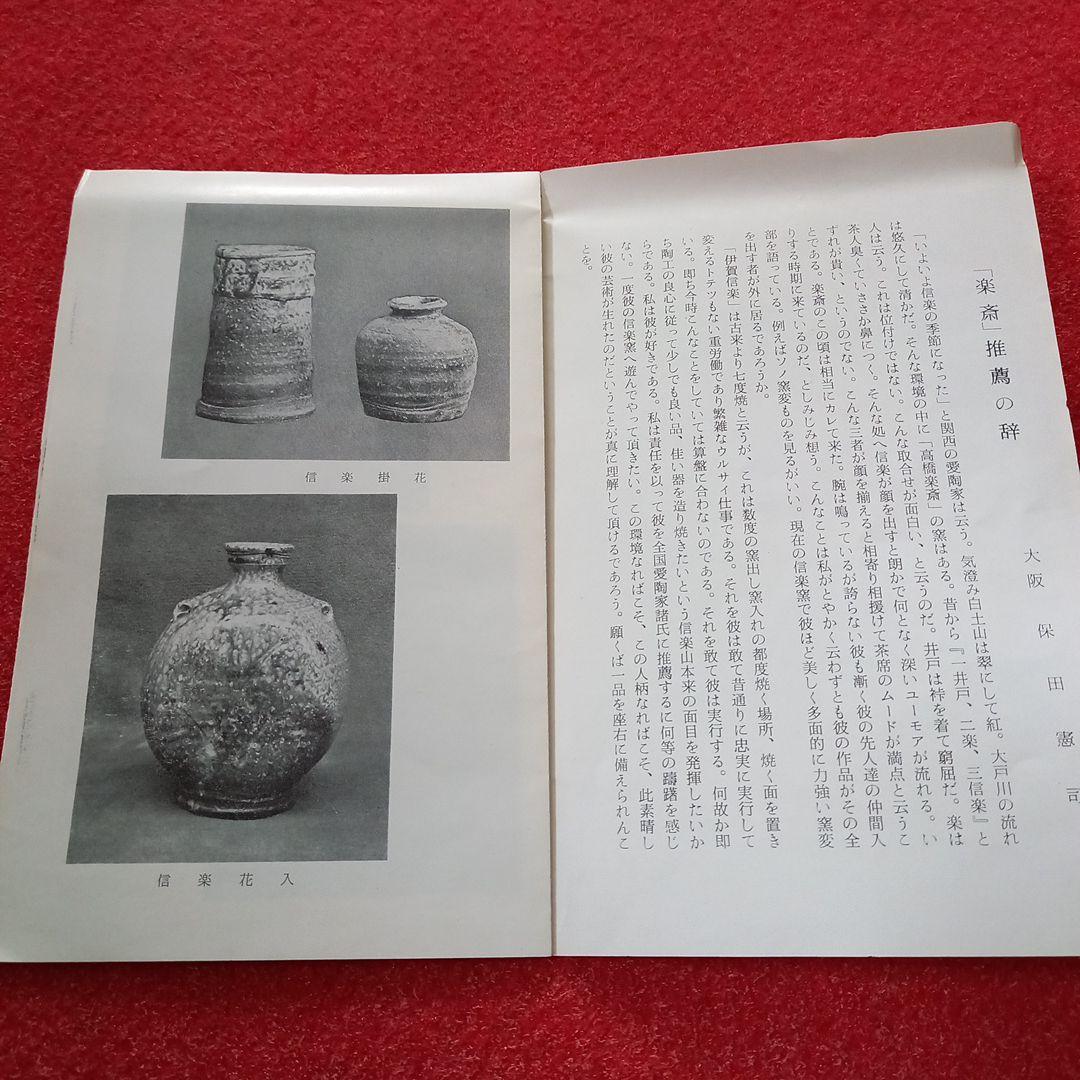 「楽斎」推薦の辞
大阪 保田憲司
「いよいよ信楽の季節になった」と関西の愛陶家は云う。気澄み白土山は翠にして紅。大戸川の流れ
は悠久にして清かだ。そんな環境の中に「高橋楽斎」の窯はある。昔から『一井戸、二楽、三信楽』と
人は云う。これは位付けではない。こんな取合せが面白い、と云うのだ。井戸は裃を着て窮屈だ。楽は
茶人臭くていささか鼻につく。そんな処へ信楽が顔を出すと朗かで何となく深いユーモアが流れる。い
ずれが貴い、というのでない。こんな三者が顔を揃えると相寄り相援けて茶席のムードが満点と云うこ
とである。楽斎のこの頃は相当にカレて来た。腕は鳴っているが誇らない彼も漸く彼の先人達の仲間入
りする時期に来ているのだ、としみじみ想う。こんなことは私がとやかく云わずとも彼の作品がその全
部を語っている。例えばソノ窯変ものを見るがいい。現在の信楽窯で彼ほど美しく多面的に力強い窯変
を出す者が外に居るであろうか。
「伊賀信楽」は古来より七度焼と云うが、これは数度の窯出し窯入れの都度焼く場所、焼く面を置き
変えるトテツもない重労働であり繁雑なウルサイ仕事である。それを彼は敢て昔通りに忠実に実行して
いる。即ち今時こんなことをしていては算盤に合わないのである。それを敢て彼は実行する。何故か即
ち陶工の良心に従って少しでも良い品、佳い器を造り焼きたいという信楽山本来の面目を発揮したいか
らである。私は彼が好きである。私は責任を以って彼を全国愛陶家諸氏に推薦するに何等の躊躇を感じ
ない。一度彼の信楽窯へ遊んでやって頂きたい。この環境なればこそ、この人柄なればこそ、此素晴し
い彼の芸術が生れたのだということが真に理解して頂けるであろう。願くば一品を座右に備えられんこ
とを。
信楽掛花
信楽花入